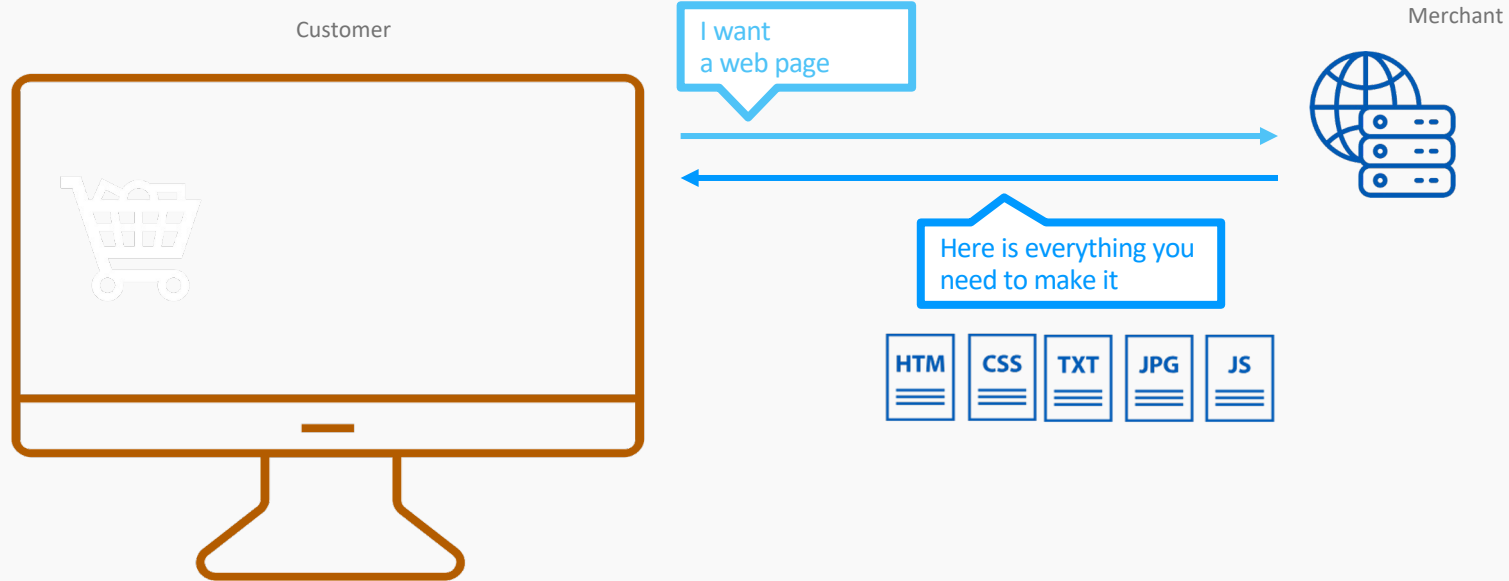 Customer
I want
a web page
Merchant
Here is everything you
need to make it
HTM
CSS
TXT
JPG
JS